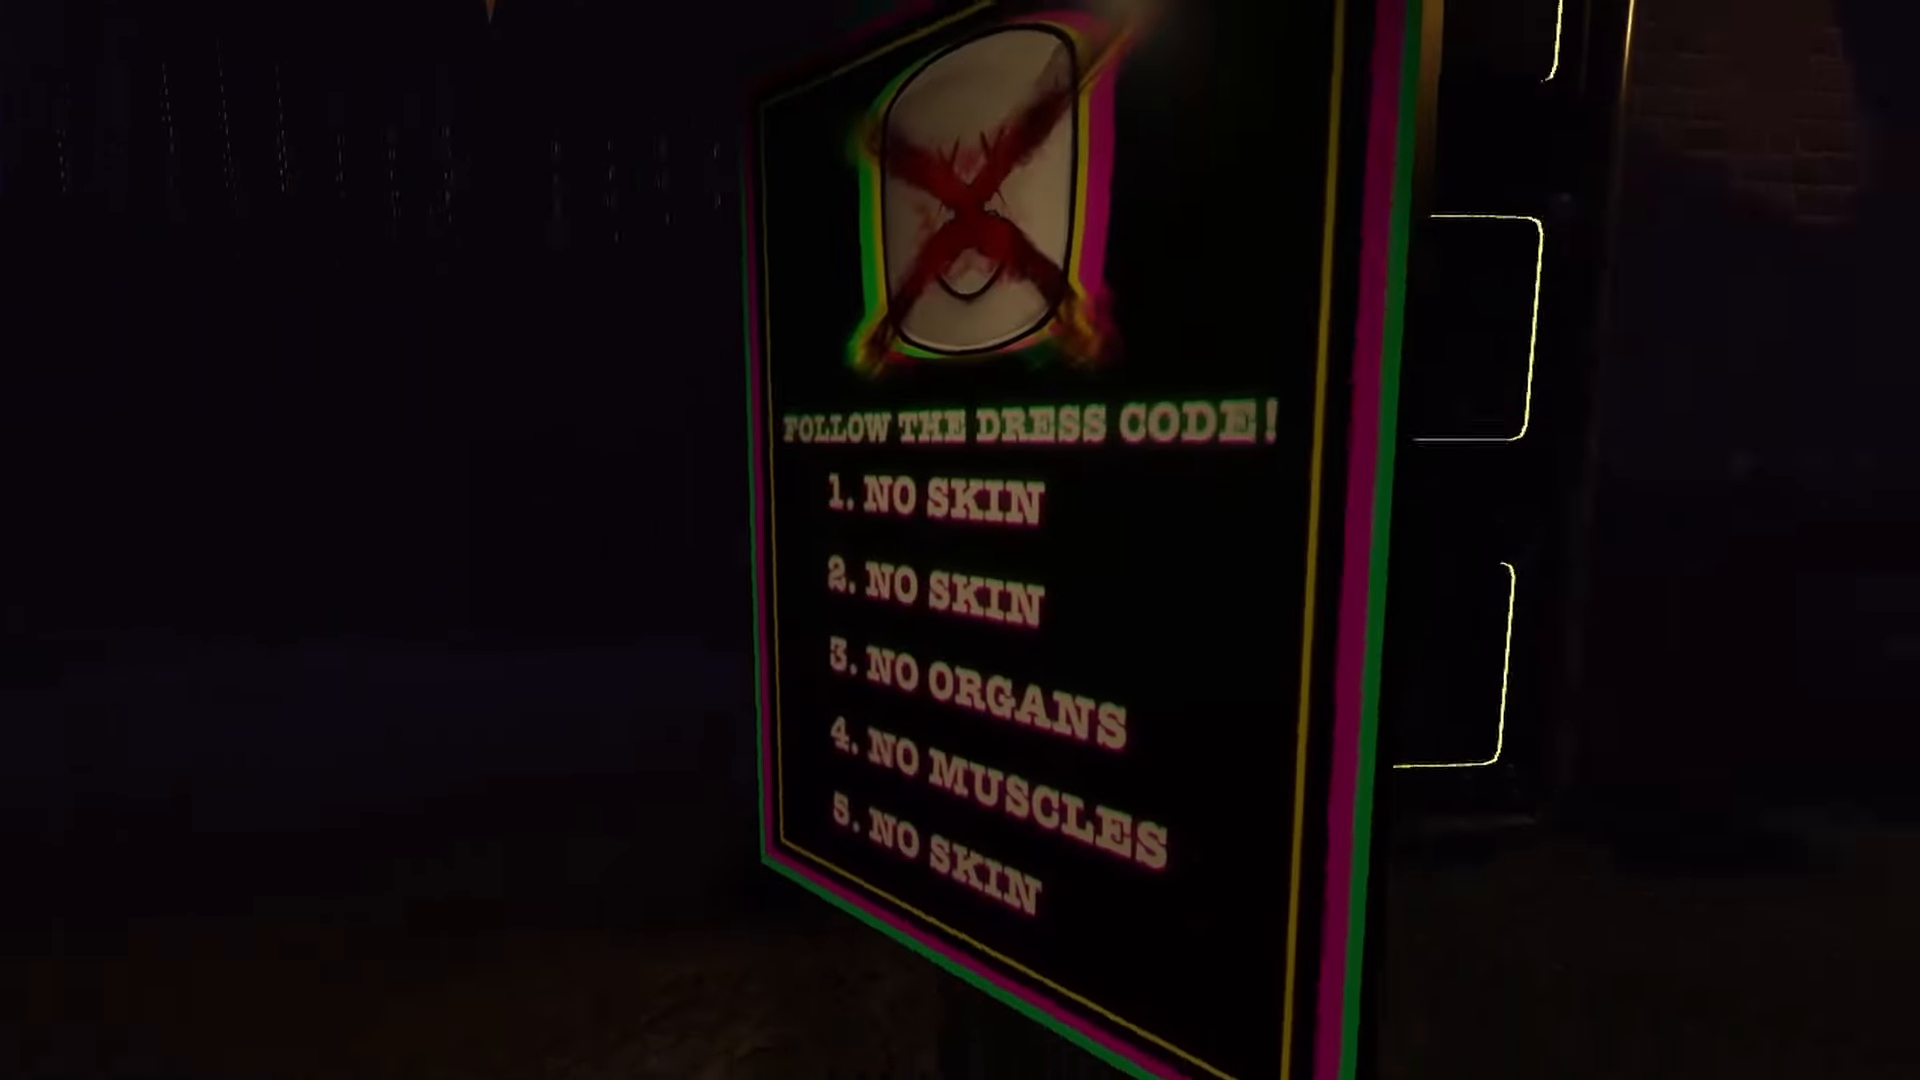 FOLLOW THE DRESS CODE!
1. NO SKIN
2. NO SKIN
3. NO ORGANS
4. NO MUSCLES
5. NO SKIN